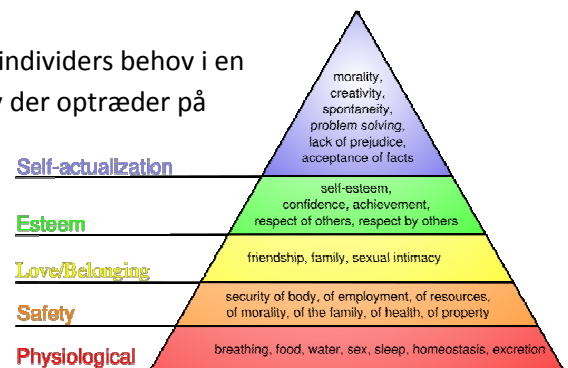 individers behov i en
der optræder på
morality,
creativity,
spontaneity,
problem solving,
lack of prejudice,
acceptance of facts
Self-actualization
self-esteem,
confidence, achievement,
respect of others, respect by others
Esteem
friendship, family, sexual intimacy
Love/Belonging
security of body, of employment, of resources,
of morality, of the family, of health, of property
Safety
breathing, food, water, sex, sleep, homeostasis, excretion
Physiological